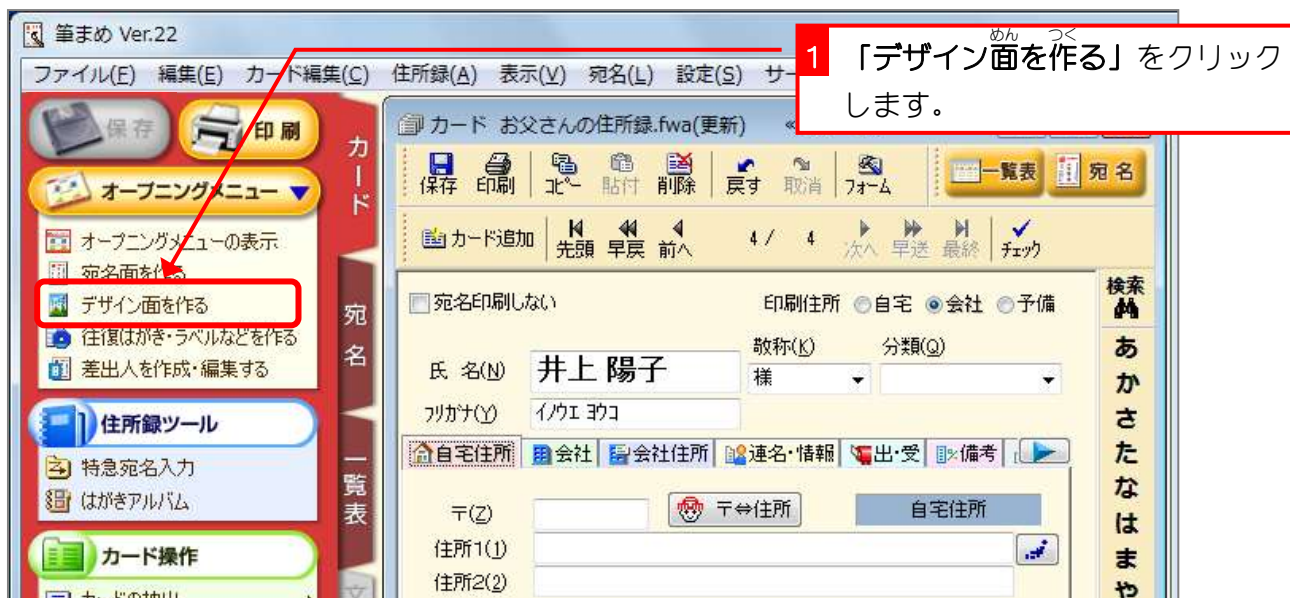 筆まめ Ver.22
1 「デザイン面を作る」をクリック
めん つく
します。
ファイル(F) 編集(E) カード編集(C) 住所録(A) 表示(V) 宛名(L) 設定(S) サー
保存 印刷
オープニングメニュー
オープニングメニューの表示
宛名面を作る
デザイン面を作る
往復はがき・ラベルなどを作る
差出人を作成・編集する
住所録ツール
特急宛名入力
はがきアルバム
カード操作
カードの抽出
カード
宛名
一覧表
文
カード お父さんの住所録.fwa(更新) «
保存 印刷 コピー 貼付 削除 戻す 取消 フォーム 一覧表 宛名
カード追加 先頭 早戻 前へ 4 / 4 次へ 早送 最終 チェック
宛名印刷しない 印刷住所 自宅 会社 予備
敬称(K) 分類(Q)
氏 名(N) 井上 陽子 様
フリガナ(Y) イノウエ ヨウコ
自宅住所 会社 会社住所 連名・情報 出・受 備考
〒(Z) 〒⇔住所 自宅住所
住所1(1)
住所2(2)
検索
あ
か
さ
た
な
は
ま
や